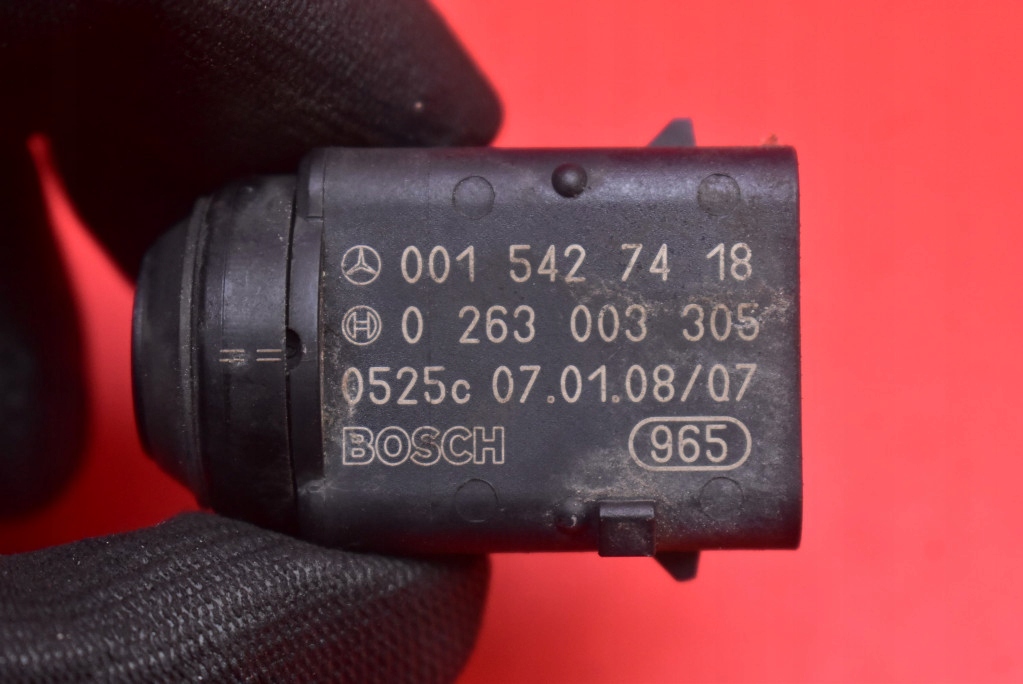 001 542 74 18
0 263 003 305
0525c 07.01.08/07
BOSCH 965